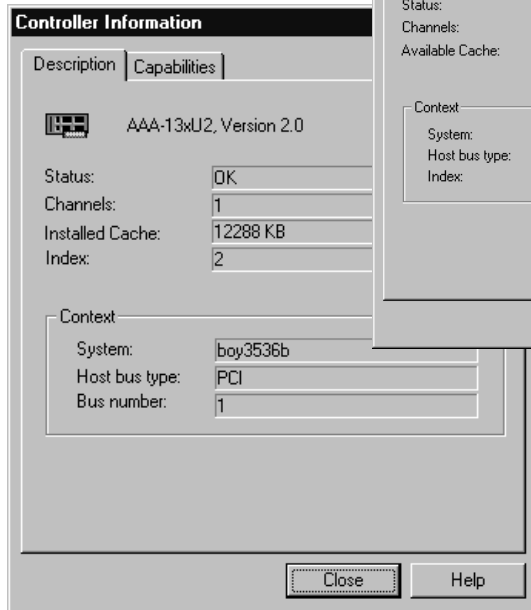 Controller Information
Description Capabilities
AAA-13xU2, Version 2.0
Status: OK
Channels: 1
Installed Cache: 12288 KB
Index: 2
Context
System: boy3536b
Host bus type: PCI
Bus number: 1
Close Help
Status:
Channels:
Available Cache:
Context
System:
Host bus type:
Index: